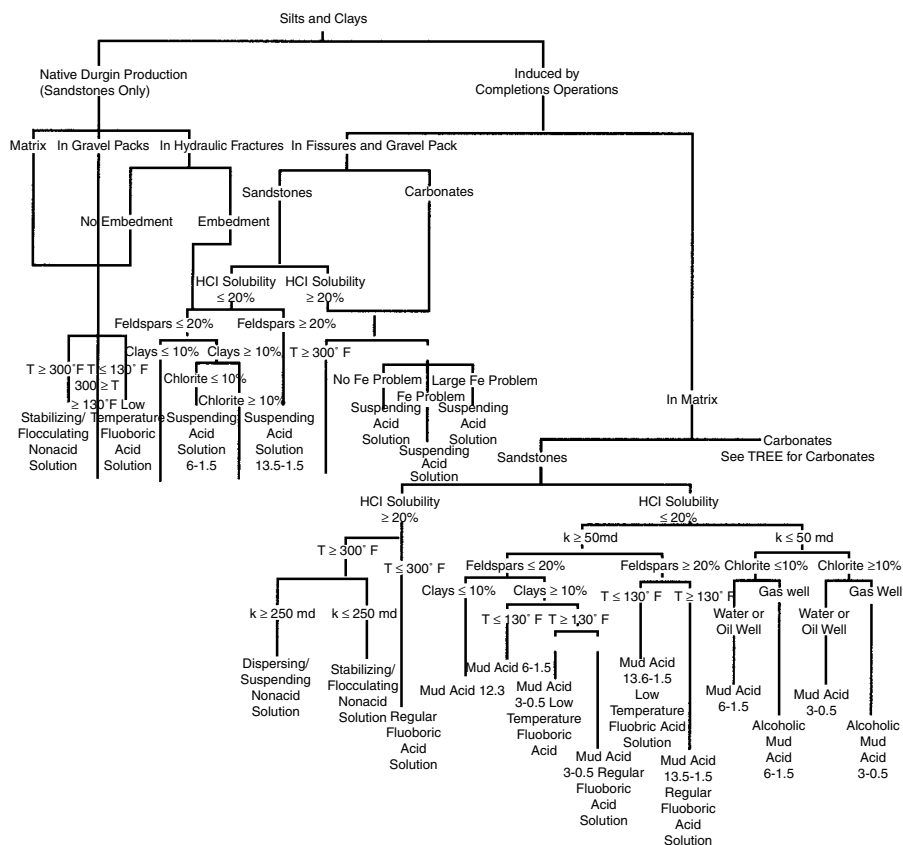 Silts and Clays
Native Durgin Production
(Sandstones Only)
Induced by
Completions Operations
Matrix
In Gravel Packs
In Hydraulic Fractures
In Fissures and Gravel Pack
Sandstones
Carbonates
No Embedment
Embedment
HCI Solubility
≤ 20%
HCI Solubility
≥ 20%
Feldspars ≤ 20%
Feldspars ≥ 20%
Clays ≤ 10%
Clays ≥ 10%
T ≥ 300˚ F
Chlorite ≤ 10%
Chlorite ≥ 10%
T ≥ 300˚F
T ≤ 130˚ F
300 ≥ T
≥ 130˚F Low
Stabilizing/
Flocculating
Nonacid
Solution
Temperature
Fluoboric
Acid
Solution
Suspending
Acid
Solution
6-1.5
Suspending
Acid
Solution
13.5-1.5
No Fe Problem
Large Fe Problem
Fe Problem
Suspending
Acid
Solution
Suspending
Acid
Solution
Suspending
Acid
Solution
In Matrix
Carbonates
See TREE for Carbonates
Sandstones
HCI Solubility
≥ 20%
HCI Solubility
≤ 20%
T ≥ 300˚ F
T ≤ 300˚ F
k ≥ 50md
k ≤ 50 md
Feldspars ≤ 20%
Feldspars ≥ 20%
Chlorite ≤10%
Chlorite ≥10%
k ≥ 250 md
k ≤ 250 md
Clays ≤ 10%
Clays ≥ 10%
T ≤ 130˚ F
T ≥ 130˚ F
T ≤ 130˚ F
T ≥ 130˚ F
Water or
Oil Well
Gas well
Water or
Oil Well
Gas Well
Dispersing/
Suspending
Nonacid
Solution
Stabilizing/
Flocculating
Nonacid
Solution
Regular
Fluoboric
Acid
Solution
Mud Acid 12.3
Mud Acid 6-1.5
Mud Acid
3-0.5 Low
Temperature
Fluoboric
Acid
Mud Acid
3-0.5 Regular
Fluoboric
Acid
Solution
Mud Acid
13.6-1.5
Low
Temperature
Fluobric Acid
Solution
Mud Acid
13.5-1.5
Regular
Fluoboric
Acid
Solution
Mud Acid
6-1.5
Alcoholic
Mud
Acid
6-1.5
Mud Acid
3-0.5
Alcoholic
Mud
Acid
3-0.5